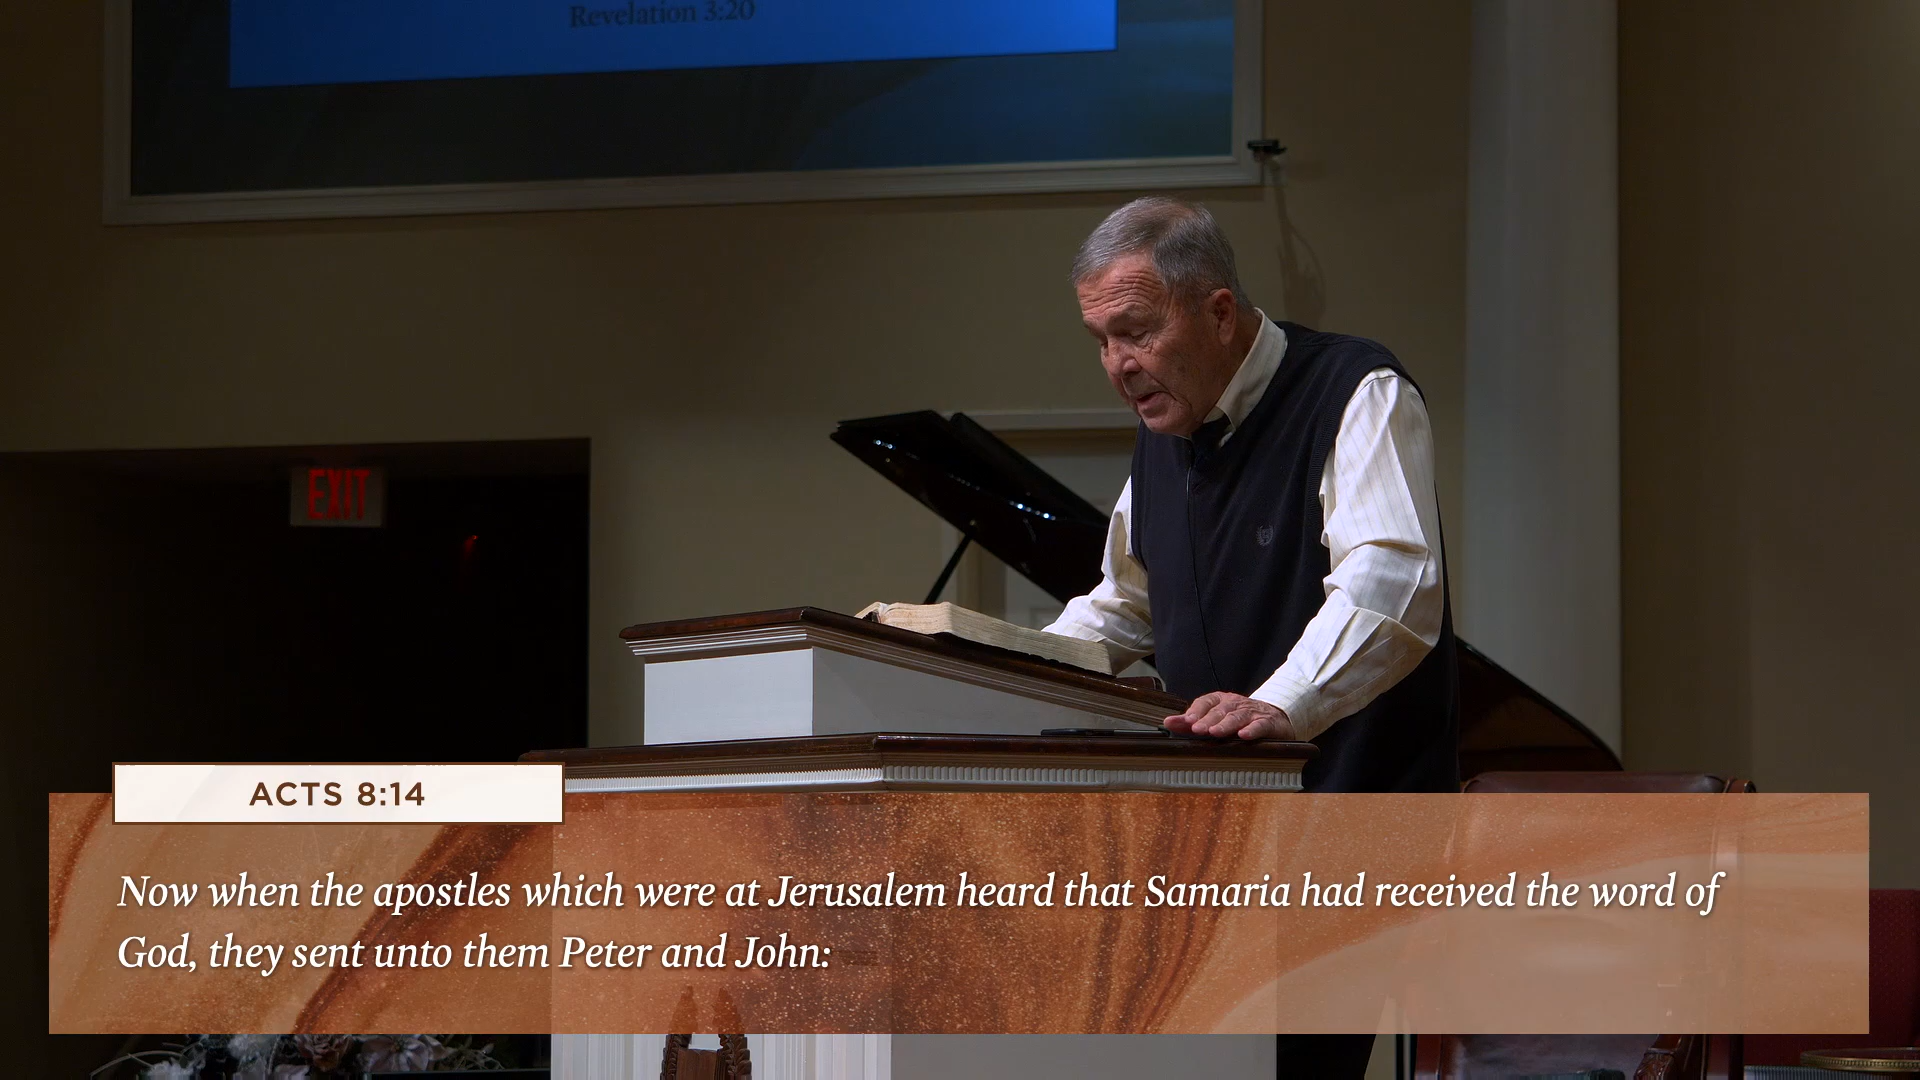 Revelation 3:20
EXIT
ACTS 8:14
Now when the apostles which were at Jerusalem heard that Samaria had received the word of
God, they sent unto them Peter and John: